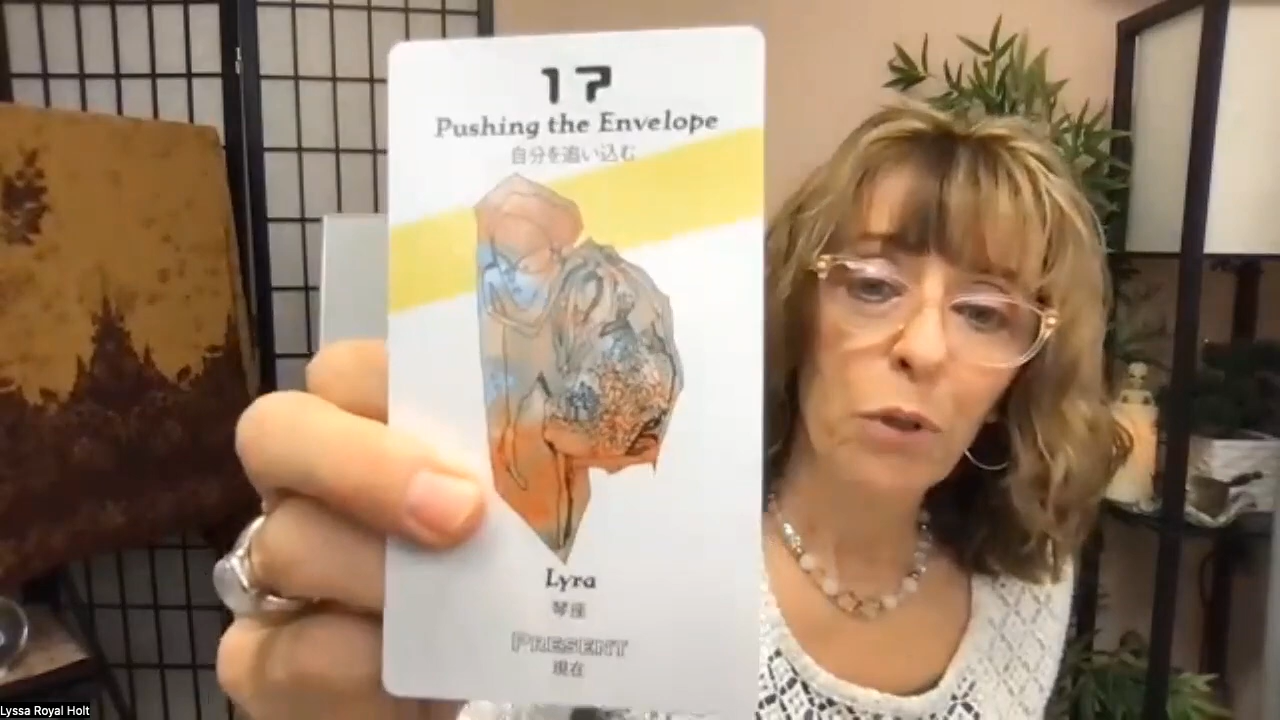 17
Pushing the Envelope
自分を追い込む
Lyra
琴座
PRESENT
現在
Lyssa Royal Holt